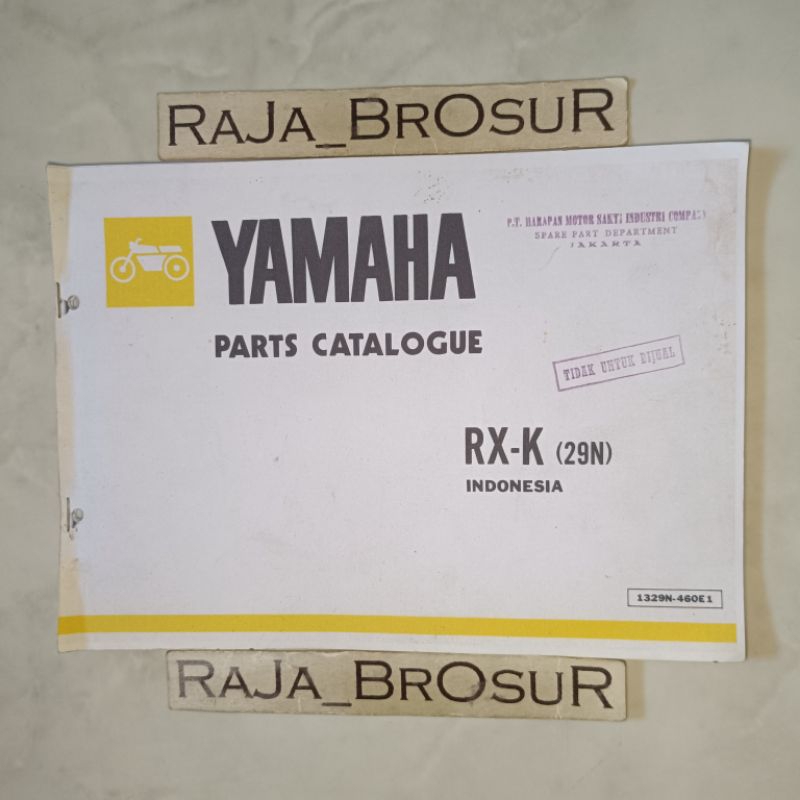 RAJA_BROSUR
YAMAHA
PARTS CATALOGUE
P.T. HARAPAN MOTOR SAKTI INDUSTRI COMPANY
SPARE PART DEPARTMENT
JAKARTA
TIDAK UNTUK DIJUAL
RX-K (29N)
INDONESIA
1329N-460E1
RAJA_BROSUR